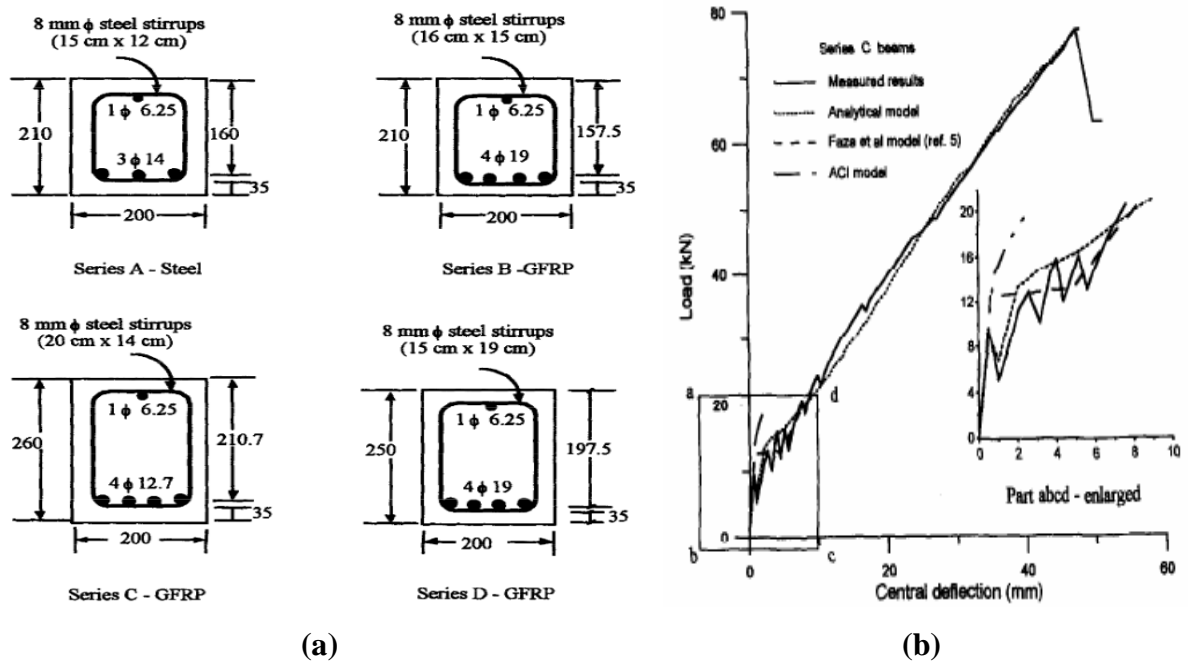 8 mm ϕ steel stirrups
(15 cm x 12 cm)
210
1 ϕ 6.25
3 ϕ 14
160
35
200
Series A - Steel
8 mm ϕ steel stirrups
(16 cm x 15 cm)
210
1 ϕ 6.25
4 ϕ 19
157.5
35
200
Series B -GFRP
8 mm ϕ steel stirrups
(20 cm x 14 cm)
260
1 ϕ 6.25
4 ϕ 12.7
210.7
35
200
Series C - GFRP
8 mm ϕ steel stirrups
(15 cm x 19 cm)
250
1 ϕ 6.25
4 ϕ 19
197.5
35
200
Series D - GFRP
(a)
80
60
40
20
0
Load [kN]
Series C beams
Measured results
Analytical model
Faza et al model (ref. 5)
ACI model
a
d
b
c
20
16
12
8
4
0
0 2 4 6 8 10
Part abcd - enlarged
0 20 40 60
Central deflection (mm)
(b)